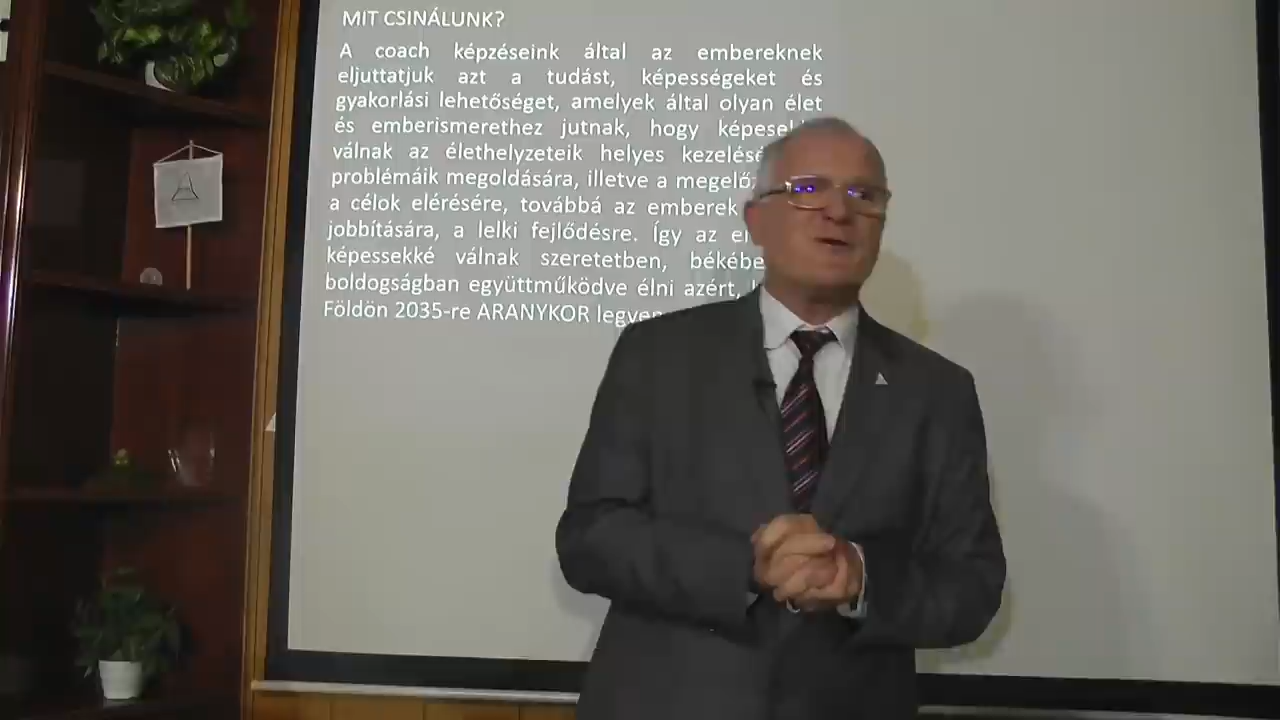 MIT CSINÁLUNK?
A coach képzéseink által az embereknek
eljuttatjuk azt a tudást, képességeket és
gyakorlási lehetőséget, amelyek által olyan élet
és emberismerethez jutnak, hogy
válnak az élethelyzeteik helyes
problémáik megoldására, illetve a
a célok elérésére, továbbá az emberek
jobbítására, a lelki fejlődésre. Így az
képessekké válnak szeretetben,
boldogságban együttműködve élni azért,
Földön 2035-re ARANYKOR